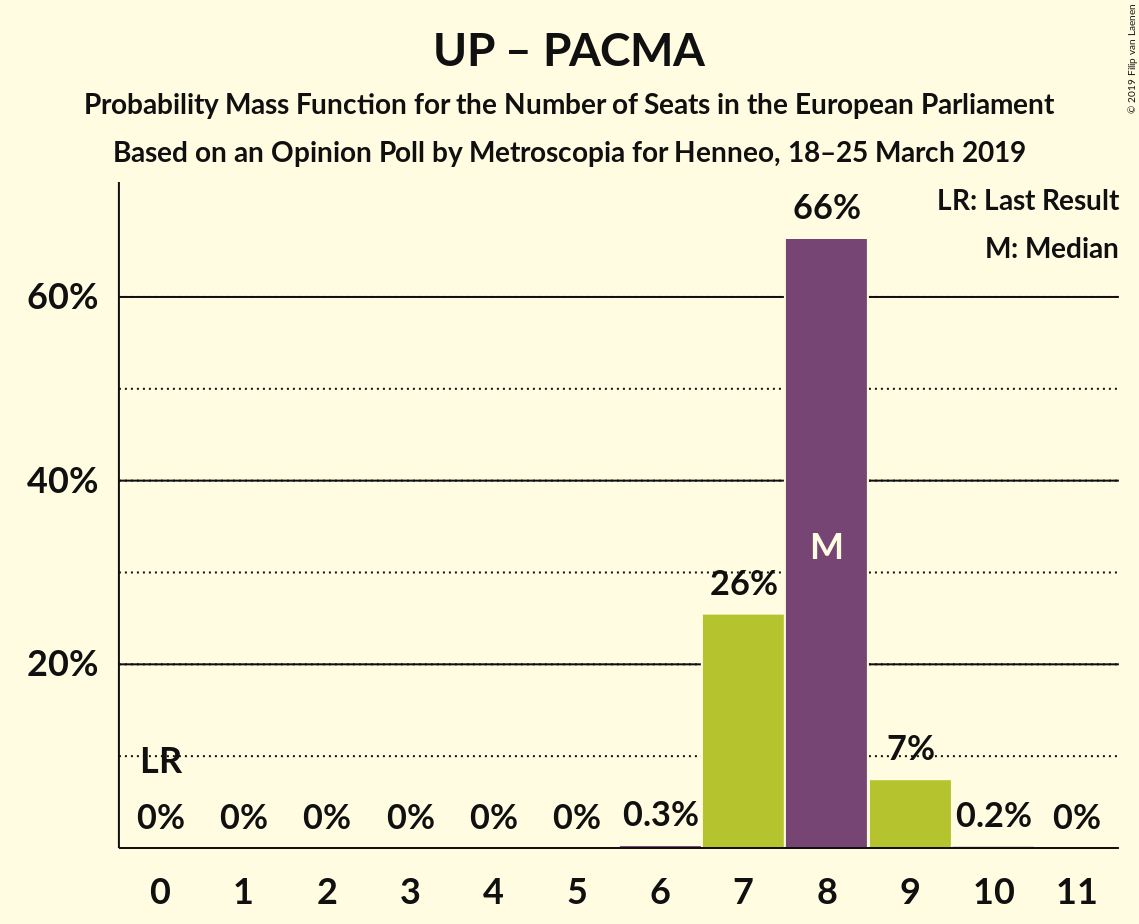 UP – PACMA
Probability Mass Function for the Number of Seats in the European Parliament
Based on an Opinion Poll by Metroscopia for Henneo, 18–25 March 2019
© 2019 Filip van Laenen
LR: Last Result
M: Median
66%
60%
40%
M
26%
20%
LR
7%
0% 0% 0% 0% 0% 0% 0.3% 0.2% 0%
0 1 2 3 4 5 6 7 8 9 10 11